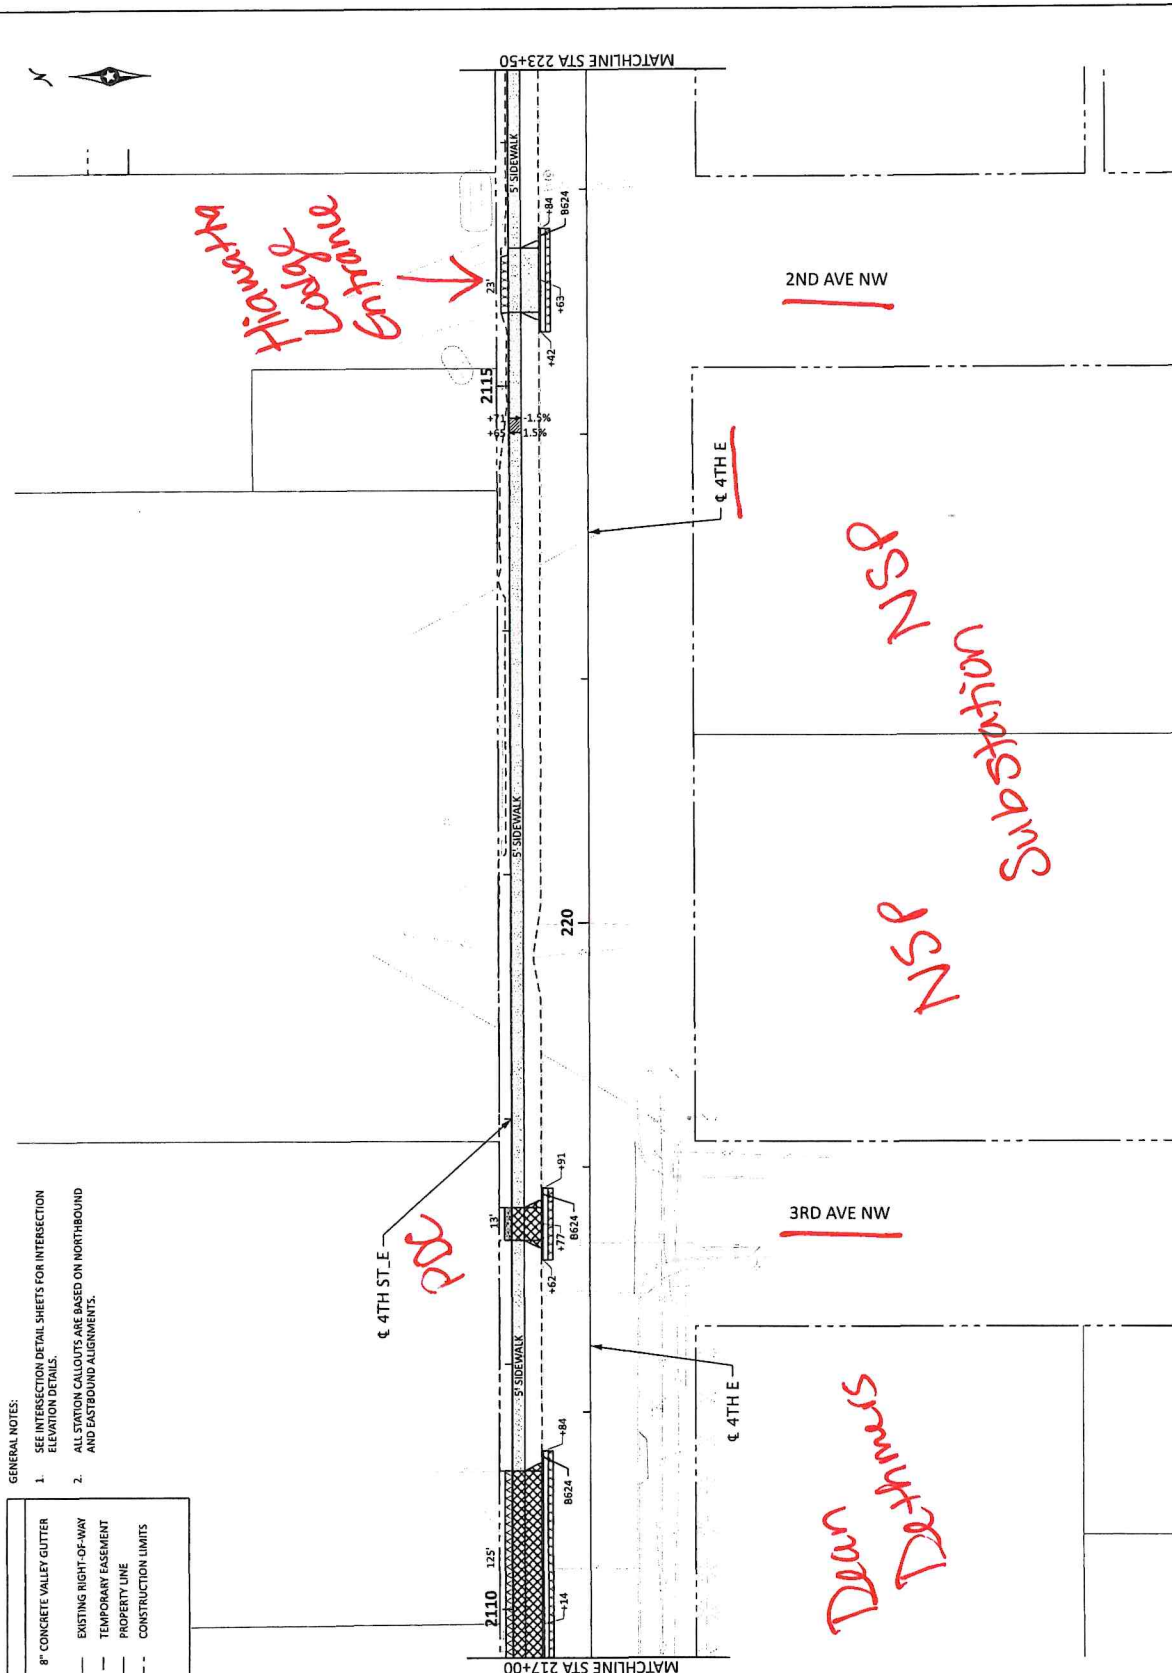 GENERAL NOTES:
1. SEE INTERSECTION DETAIL SHEETS FOR INTERSECTION
ELEVATION DETAILS.
2. ALL STATION CALLOUTS ARE BASED ON NORTHBOUND
AND EASTBOUND ALIGNMENTS.
8" CONCRETE VALLEY GUTTER
EXISTING RIGHT-OF-WAY
TEMPORARY EASEMENT
PROPERTY LINE
CONSTRUCTION LIMITS
N
MATCHLINE STA 217+00
MATCHLINE STA 223+50
Hiawatha
Lodge
Entrance
2110
125'
+14
B624
+84
5' SIDEWALK
℄ 4TH ST_E
PDC
13'
+62
+77
B624
+91
5' SIDEWALK
220
+65
+71
1.5%
-1.5%
2115
23'
+42
+63
+84
B624
5' SIDEWALK
℄ 4TH E
℄ 4TH E
3RD AVE NW
2ND AVE NW
Dean
Dethmers
NSP
NSP
Substation